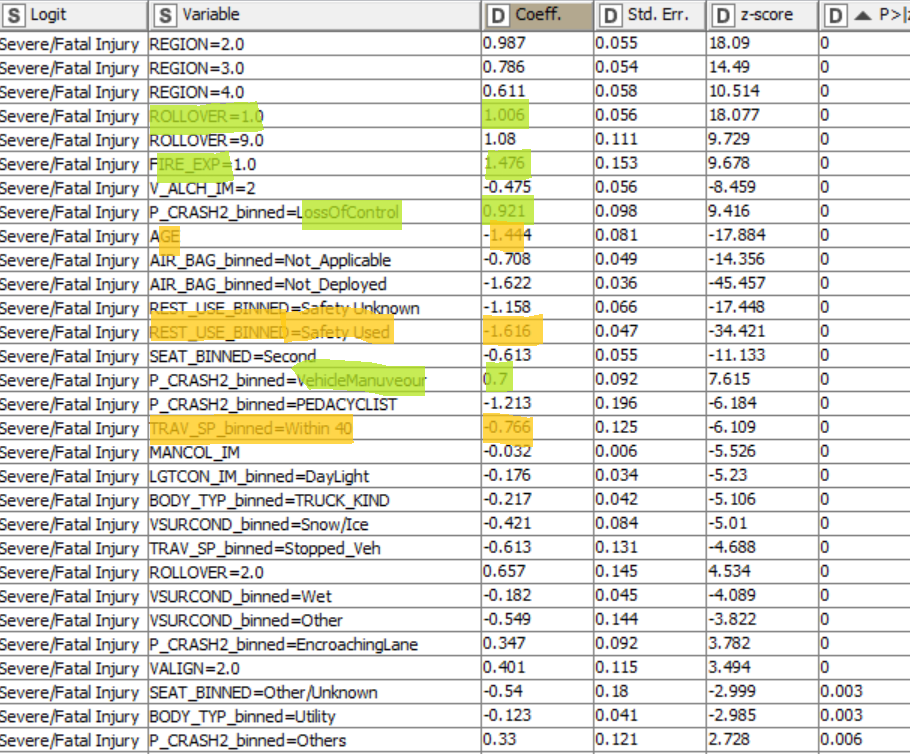 S Logit S Variable D Coeff. D Std. Err. D z-score D ▲ P>|z
Severe/Fatal Injury REGION=2.0 0.987 0.055 18.09 0
Severe/Fatal Injury REGION=3.0 0.786 0.054 14.49 0
Severe/Fatal Injury REGION=4.0 0.611 0.058 10.514 0
Severe/Fatal Injury ROLLOVER=1.0 1.006 0.056 18.077 0
Severe/Fatal Injury ROLLOVER=9.0 1.08 0.111 9.729 0
Severe/Fatal Injury FIRE_EXP=1.0 1.476 0.153 9.678 0
Severe/Fatal Injury V_ALCH_IM=2 -0.475 0.056 -8.459 0
Severe/Fatal Injury P_CRASH2_binned=LossOfControl 0.921 0.098 9.416 0
Severe/Fatal Injury AGE -1.444 0.081 -17.884 0
Severe/Fatal Injury AIR_BAG_binned=Not_Applicable -0.708 0.049 -14.356 0
Severe/Fatal Injury AIR_BAG_binned=Not_Deployed -1.622 0.036 -45.457 0
Severe/Fatal Injury REST_USE_BINNED=Safety Unknown -1.158 0.066 -17.448 0
Severe/Fatal Injury REST_USE_BINNED=Safety Used -1.616 0.047 -34.421 0
Severe/Fatal Injury SEAT_BINNED=Second -0.613 0.055 -11.133 0
Severe/Fatal Injury P_CRASH2_binned=VehicleManuveour 0.7 0.092 7.615 0
Severe/Fatal Injury P_CRASH2_binned=PEDACYCLIST -1.213 0.196 -6.184 0
Severe/Fatal Injury TRAV_SP_binned=Within 40 -0.766 0.125 -6.109 0
Severe/Fatal Injury MANCOL_IM -0.032 0.006 -5.526 0
Severe/Fatal Injury LGTCON_IM_binned=DayLight -0.176 0.034 -5.23 0
Severe/Fatal Injury BODY_TYP_binned=TRUCK_KIND -0.217 0.042 -5.106 0
Severe/Fatal Injury VSURCOND_binned=Snow/Ice -0.421 0.084 -5.01 0
Severe/Fatal Injury TRAV_SP_binned=Stopped_Veh -0.613 0.131 -4.688 0
Severe/Fatal Injury ROLLOVER=2.0 0.657 0.145 4.534 0
Severe/Fatal Injury VSURCOND_binned=Wet -0.182 0.045 -4.089 0
Severe/Fatal Injury VSURCOND_binned=Other -0.549 0.144 -3.822 0
Severe/Fatal Injury P_CRASH2_binned=EncroachingLane 0.347 0.092 3.782 0
Severe/Fatal Injury VALIGN=2.0 0.401 0.115 3.494 0
Severe/Fatal Injury SEAT_BINNED=Other/Unknown -0.54 0.18 -2.999 0.003
Severe/Fatal Injury BODY_TYP_binned=Utility -0.123 0.041 -2.985 0.003
Severe/Fatal Injury P_CRASH2_binned=Others 0.33 0.121 2.728 0.006